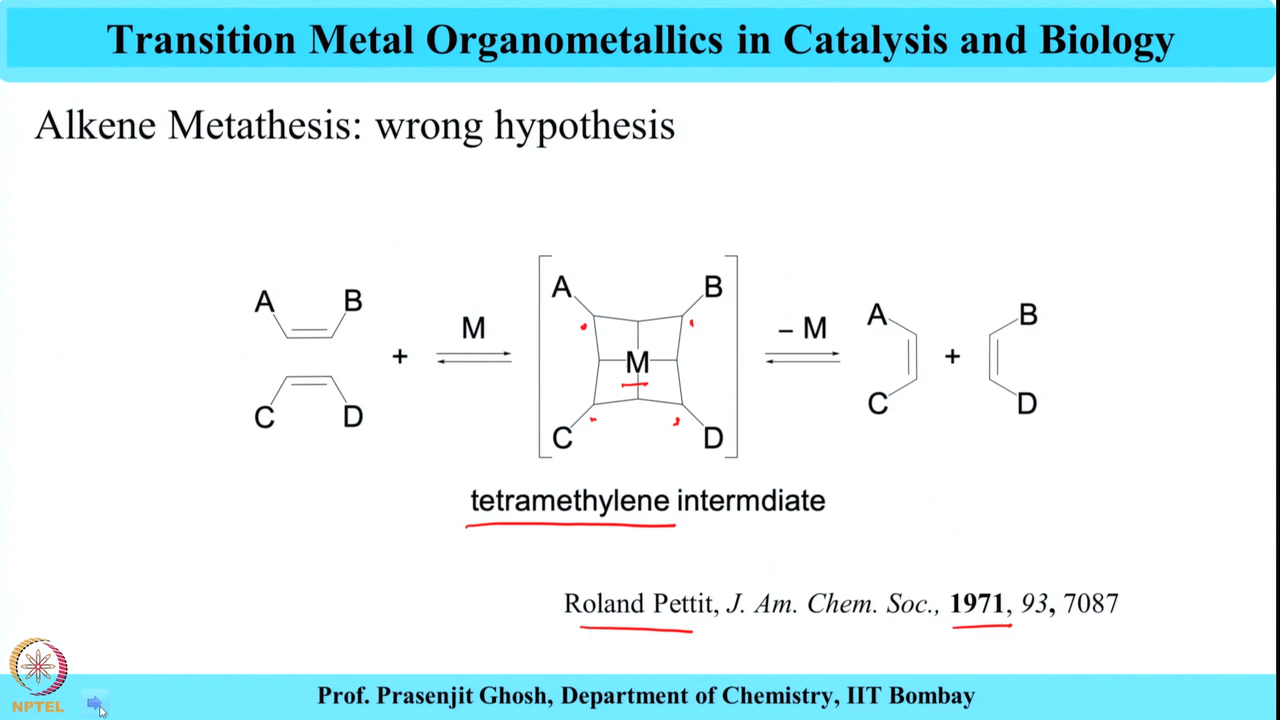 Transition Metal Organometallics in Catalysis and Biology
Alkene Metathesis: wrong hypothesis
A B
C D
+
M
A B
M
C D
– M
A
C
+
B
D
tetramethylene intermdiate
Roland Pettit, J. Am. Chem. Soc., 1971, 93, 7087
NPTEL
Prof. Prasenjit Ghosh, Department of Chemistry, IIT Bombay